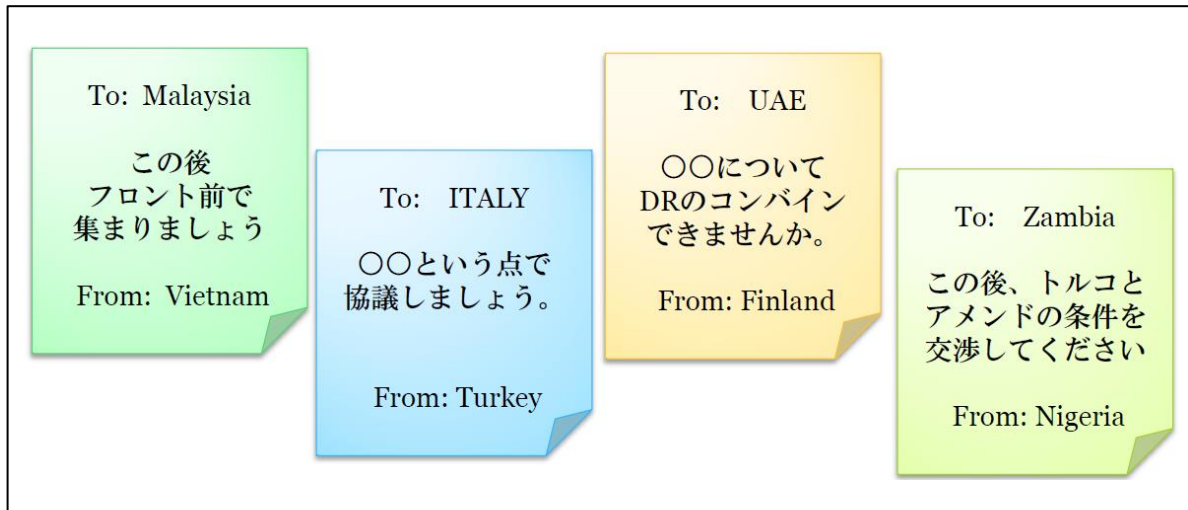 To: Malaysia
この後
フロント前で
集まりましょう
From: Vietnam
To: ITALY
〇〇という点で
協議しましょう。
From: Turkey
To: UAE
〇〇について
DRのコンバイン
できませんか。
From: Finland
To: Zambia
この後、トルコと
アメンドの条件を
交渉してください
From: Nigeria